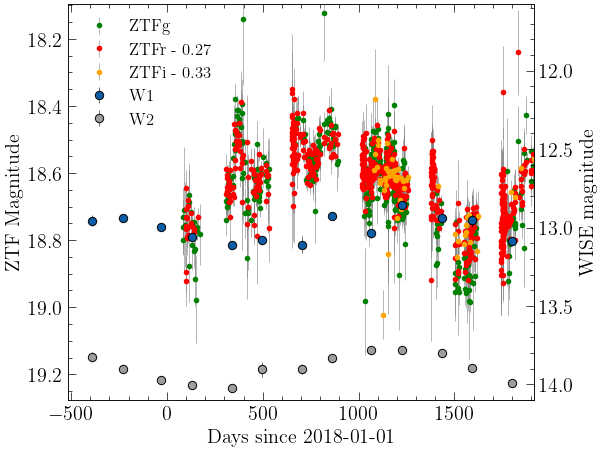 ZTFg
ZTFr - 0.27
ZTFi - 0.33
W1
W2
18.2
18.4
18.6
18.8
19.0
19.2
ZTF Magnitude
12.0
12.5
13.0
13.5
14.0
WISE magnitude
−500
0
500
1000
1500
Days since 2018-01-01